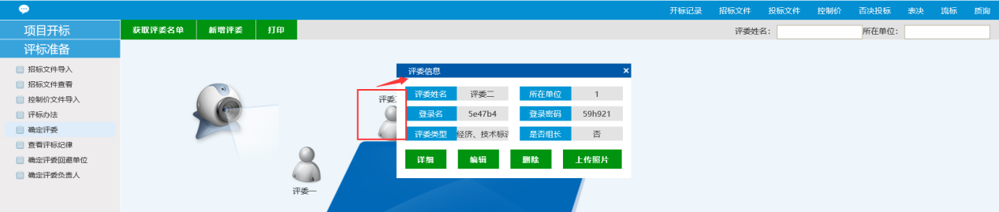 开标记录 招标文件 投标文件 控制价 否决投标 表决 流标 质询
项目开标
获取评委名单 新增评委 打印
评委姓名: 所在单位:
评标准备
招标文件导入
招标文件查看
控制价文件导入
评标办法
确定评委
查看评标纪律
确定评委回避单位
确定评委负责人
评委
评委一
评委信息
评委姓名 评委二 所在单位 1
登录名 5e47b4 登录密码 59h921
评委类型 经济、技术标 是否组长 否
详细 编辑 删除 上传照片